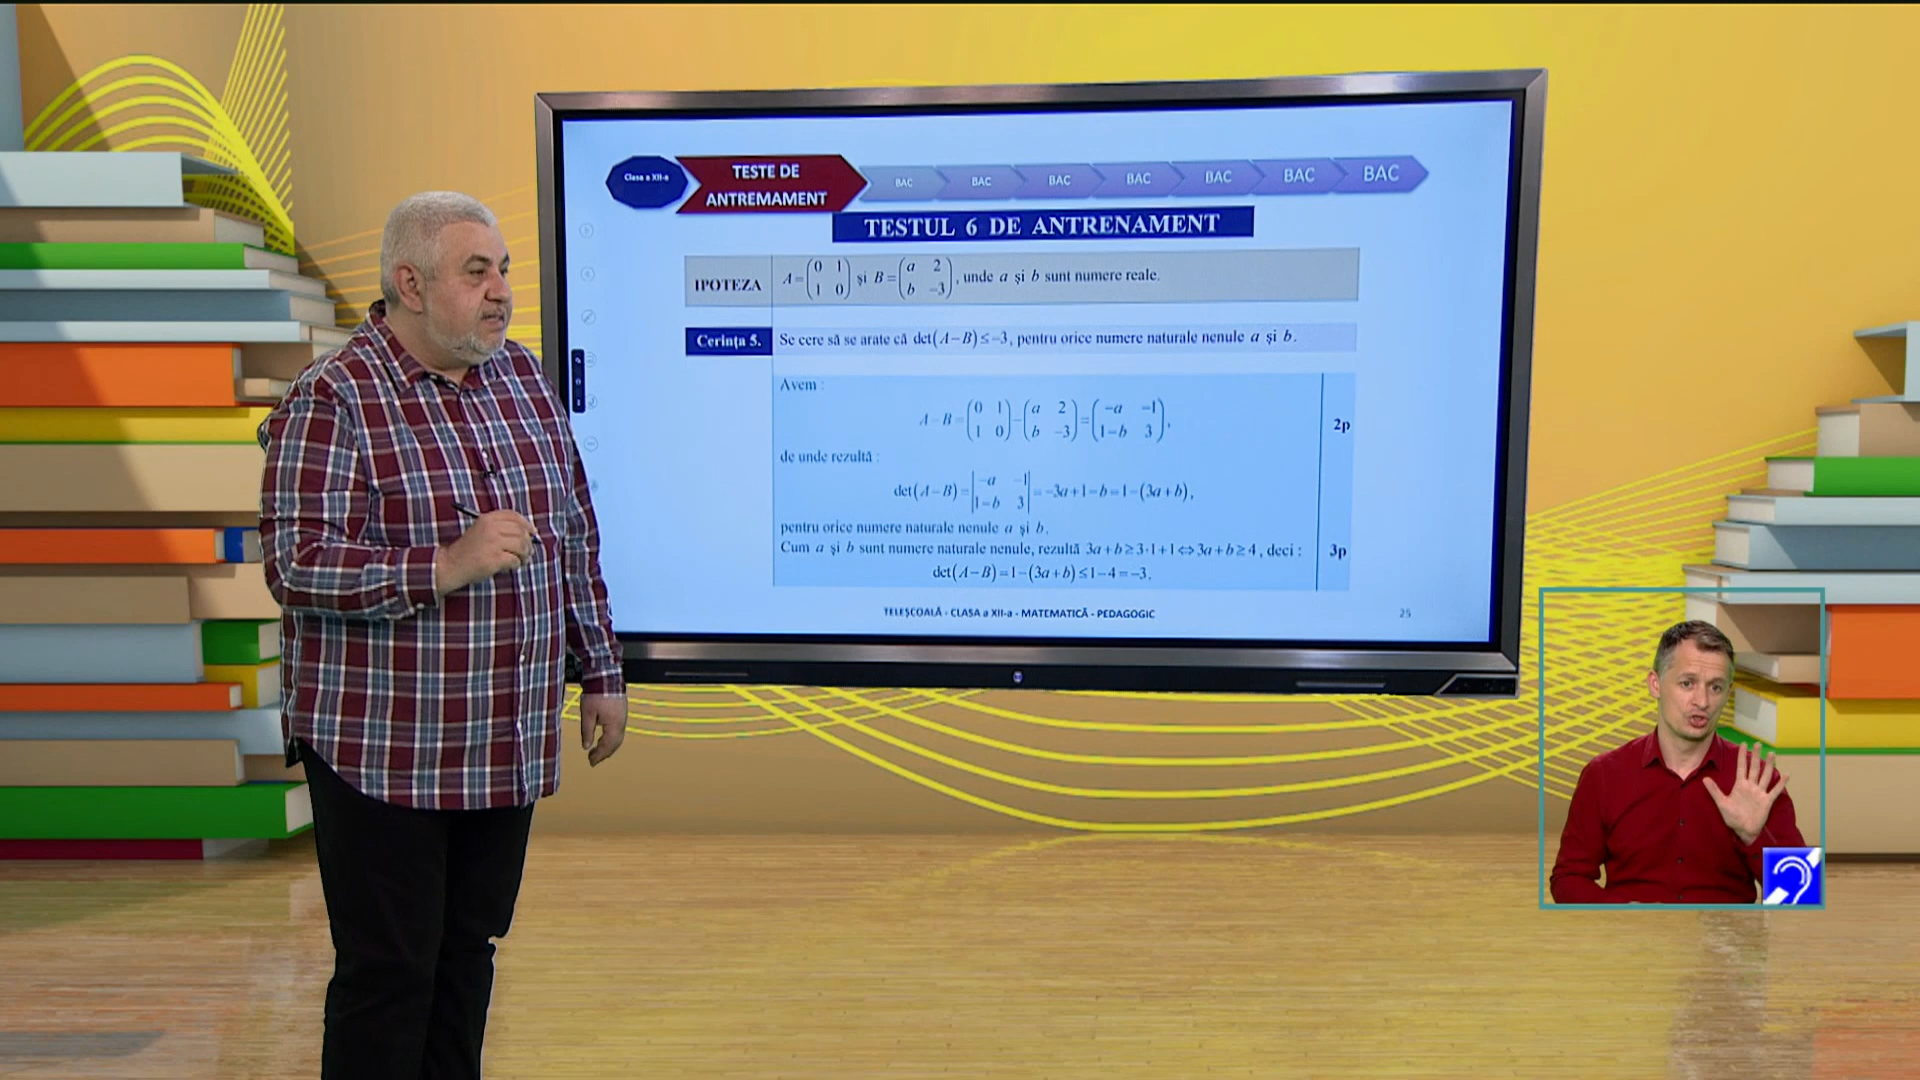 Clasa a XII-a
TESTE DE
ANTREMAMENT
BAC BAC BAC BAC BAC BAC BAC
TESTUL 6 DE ANTRENAMENT
IPOTEZA A = (0 1 1 0) și B = (a 2 b −3), unde a și b sunt numere reale.
Cerința 5. Se cere să se arate că det(A−B) ≤ −3, pentru orice numere naturale nenule a și b.
Avem :
A − B = (0 1 1 0) − (a 2 b −3) = (−a −1 1−b 3), 2p
de unde rezultă :
det(A−B) = |−a −1 1−b 3| = −3a+1−b = 1−(3a+b),
pentru orice numere naturale nenule a și b.
Cum a și b sunt numere naturale nenule, rezultă 3a+b ≥ 3·1+1 ⇔ 3a+b ≥ 4, deci : 3p
det(A−B) = 1−(3a+b) ≤ 1−4 = −3.
TELEȘCOALĂ - CLASA a XII-a - MATEMATICĂ - PEDAGOGIC 25